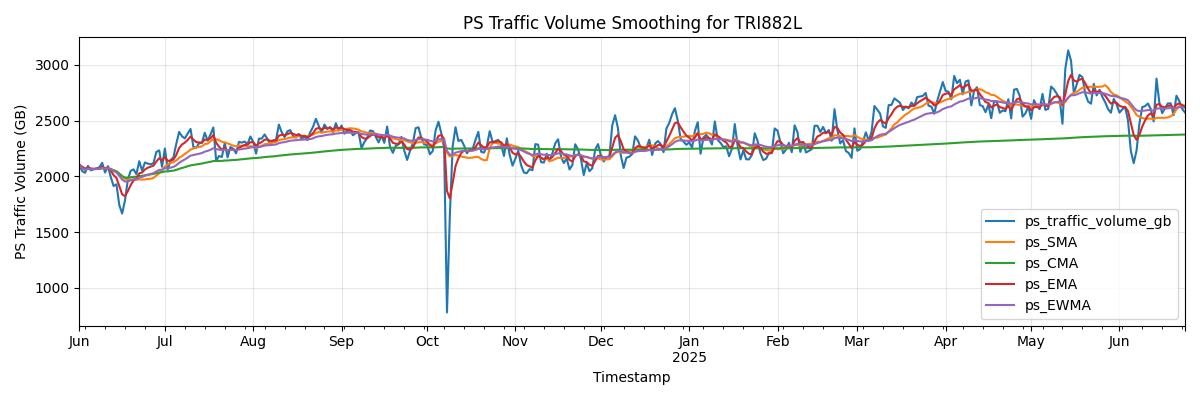 PS Traffic Volume Smoothing for TRI882L
PS Traffic Volume (GB)
3000
2500
2000
1500
1000
ps_traffic_volume_gb
ps_SMA
ps_CMA
ps_EMA
ps_EWMA
Jun Jul Aug Sep Oct Nov Dec Jan Feb Mar Apr May Jun
2025
Timestamp